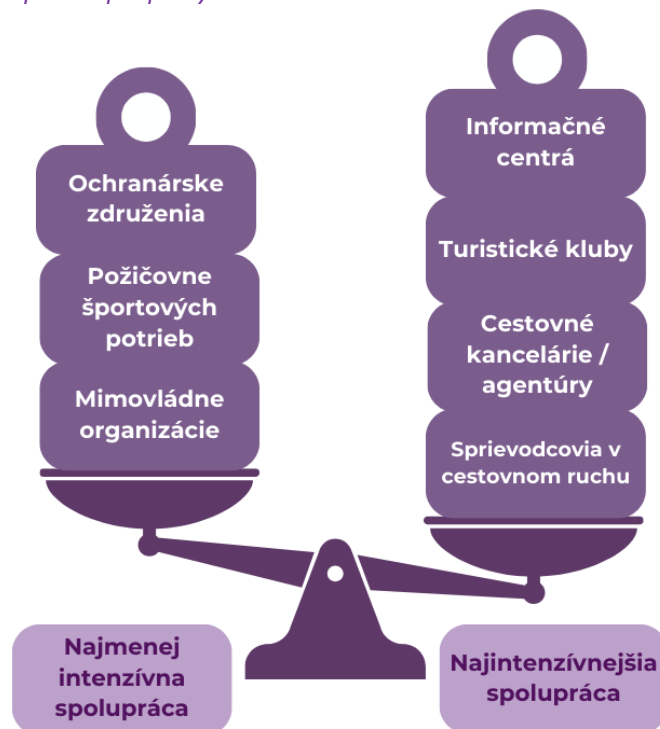 Ochranárske
združenia
Požičovne
športových
potrieb
Mimovládne
organizácie
Informačné
centrá
Turistické kluby
Cestovné
kancelárie /
agentúry
Sprievodcovia v
cestovnom ruchu
Najmenej
intenzívna
spolupráca
Najintenzívnejšia
spolupráca